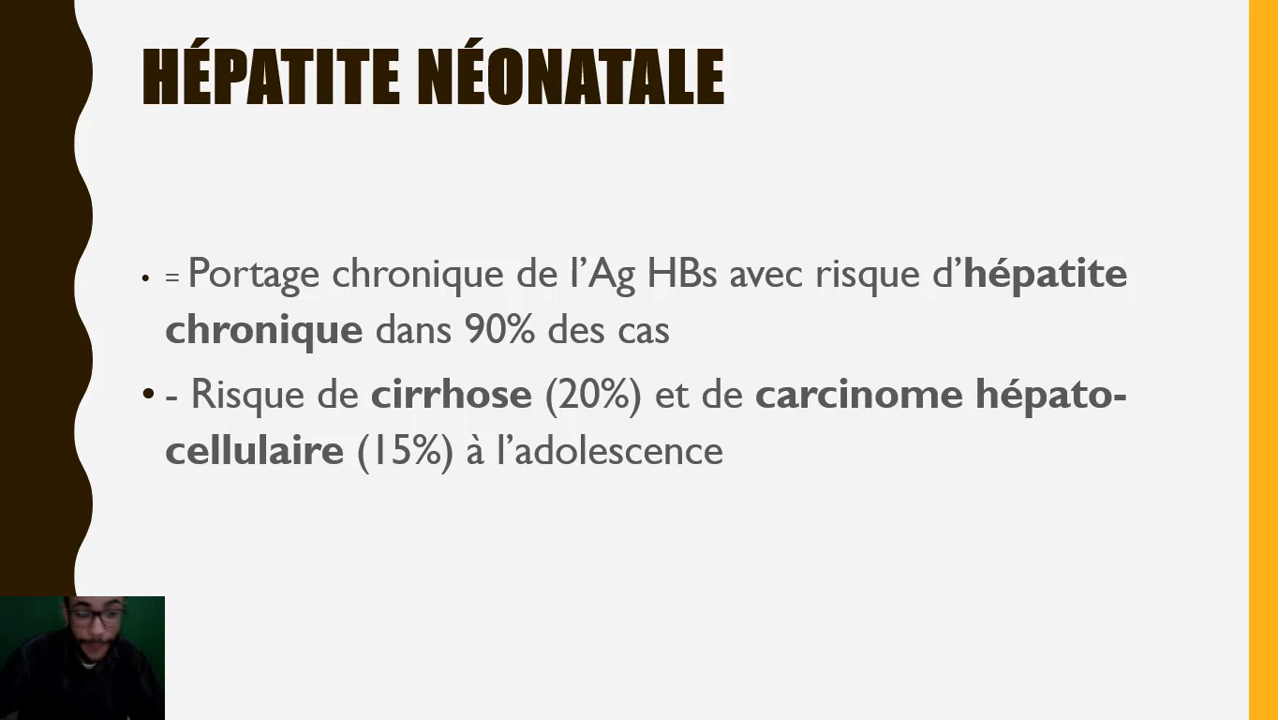 HÉPATITE NÉONATALE
• = Portage chronique de l’Ag HBs avec risque d’hépatite
chronique dans 90% des cas
• - Risque de cirrhose (20%) et de carcinome hépato-
cellulaire (15%) à l’adolescence